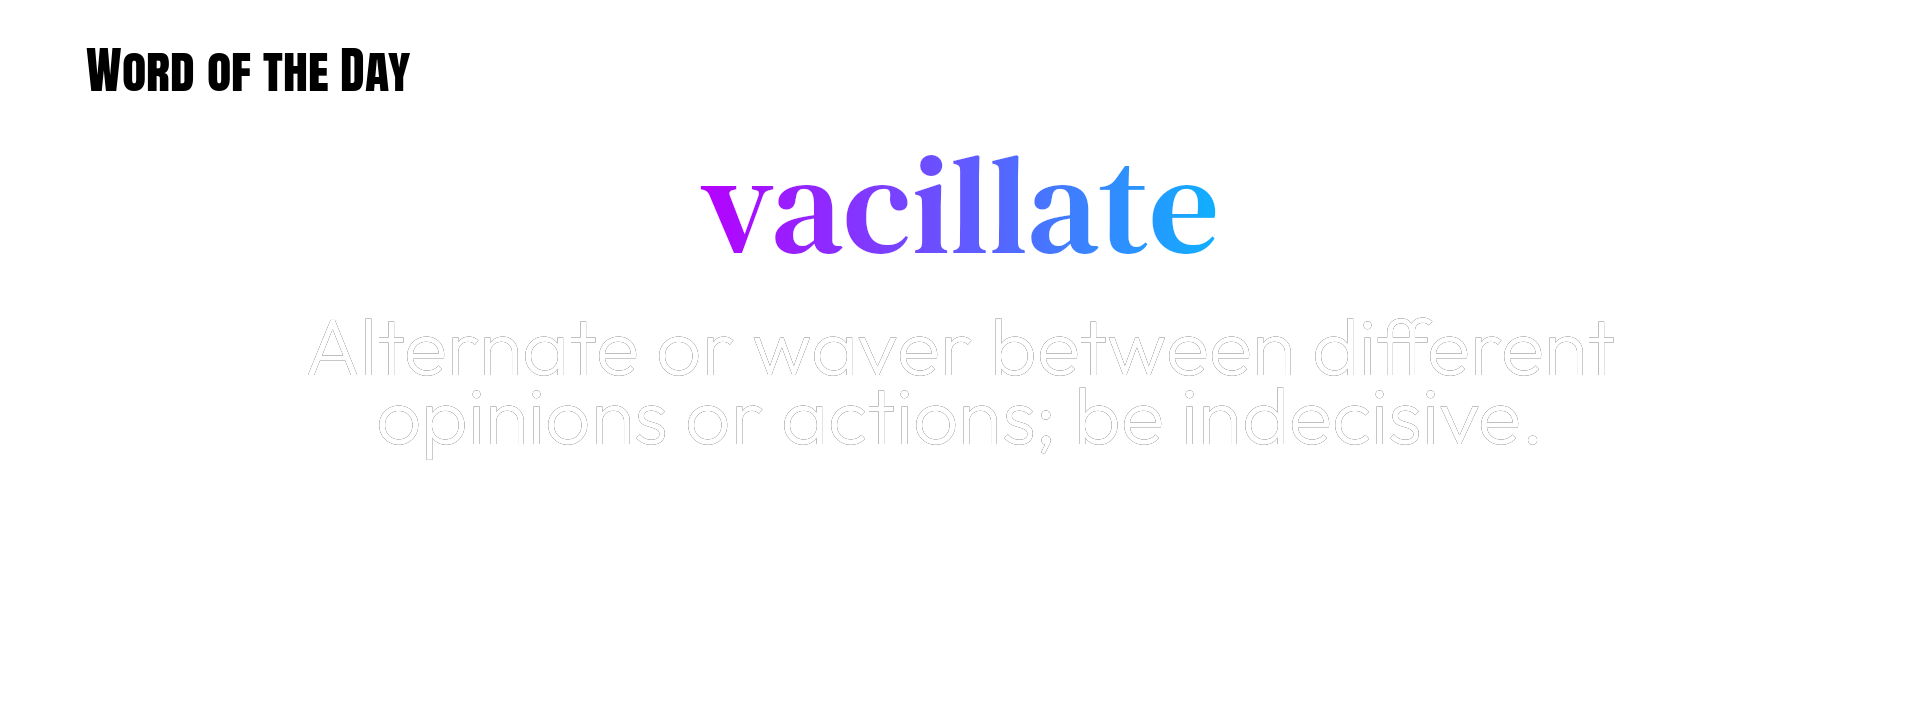 Word of the Day
vacillate
Alternate or waver between different
opinions or actions; be indecisive.